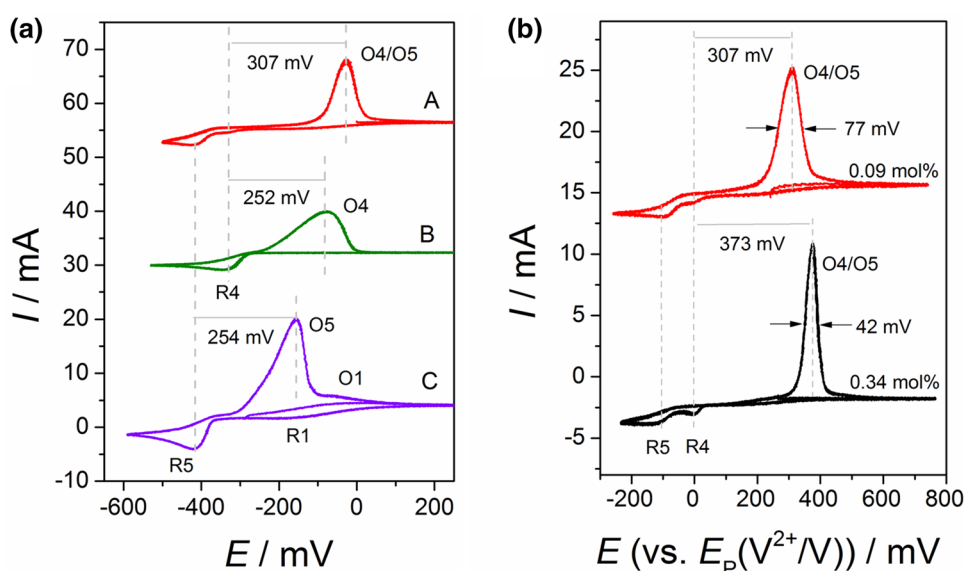 (a)
70
60
50
40
30
20
10
0
-10
I / mA
-600
-400
-200
0
200
E / mV
307 mV
O4/O5
A
252 mV
O4
B
R4
254 mV
O5
O1
C
R1
R5
(b)
25
20
15
10
5
0
-5
-200
0
200
400
600
800
I / mA
E (vs. E_P(V²⁺/V)) / mV
307 mV
O4/O5
77 mV
0.09 mol%
373 mV
O4/O5
42 mV
0.34 mol%
R5
R4